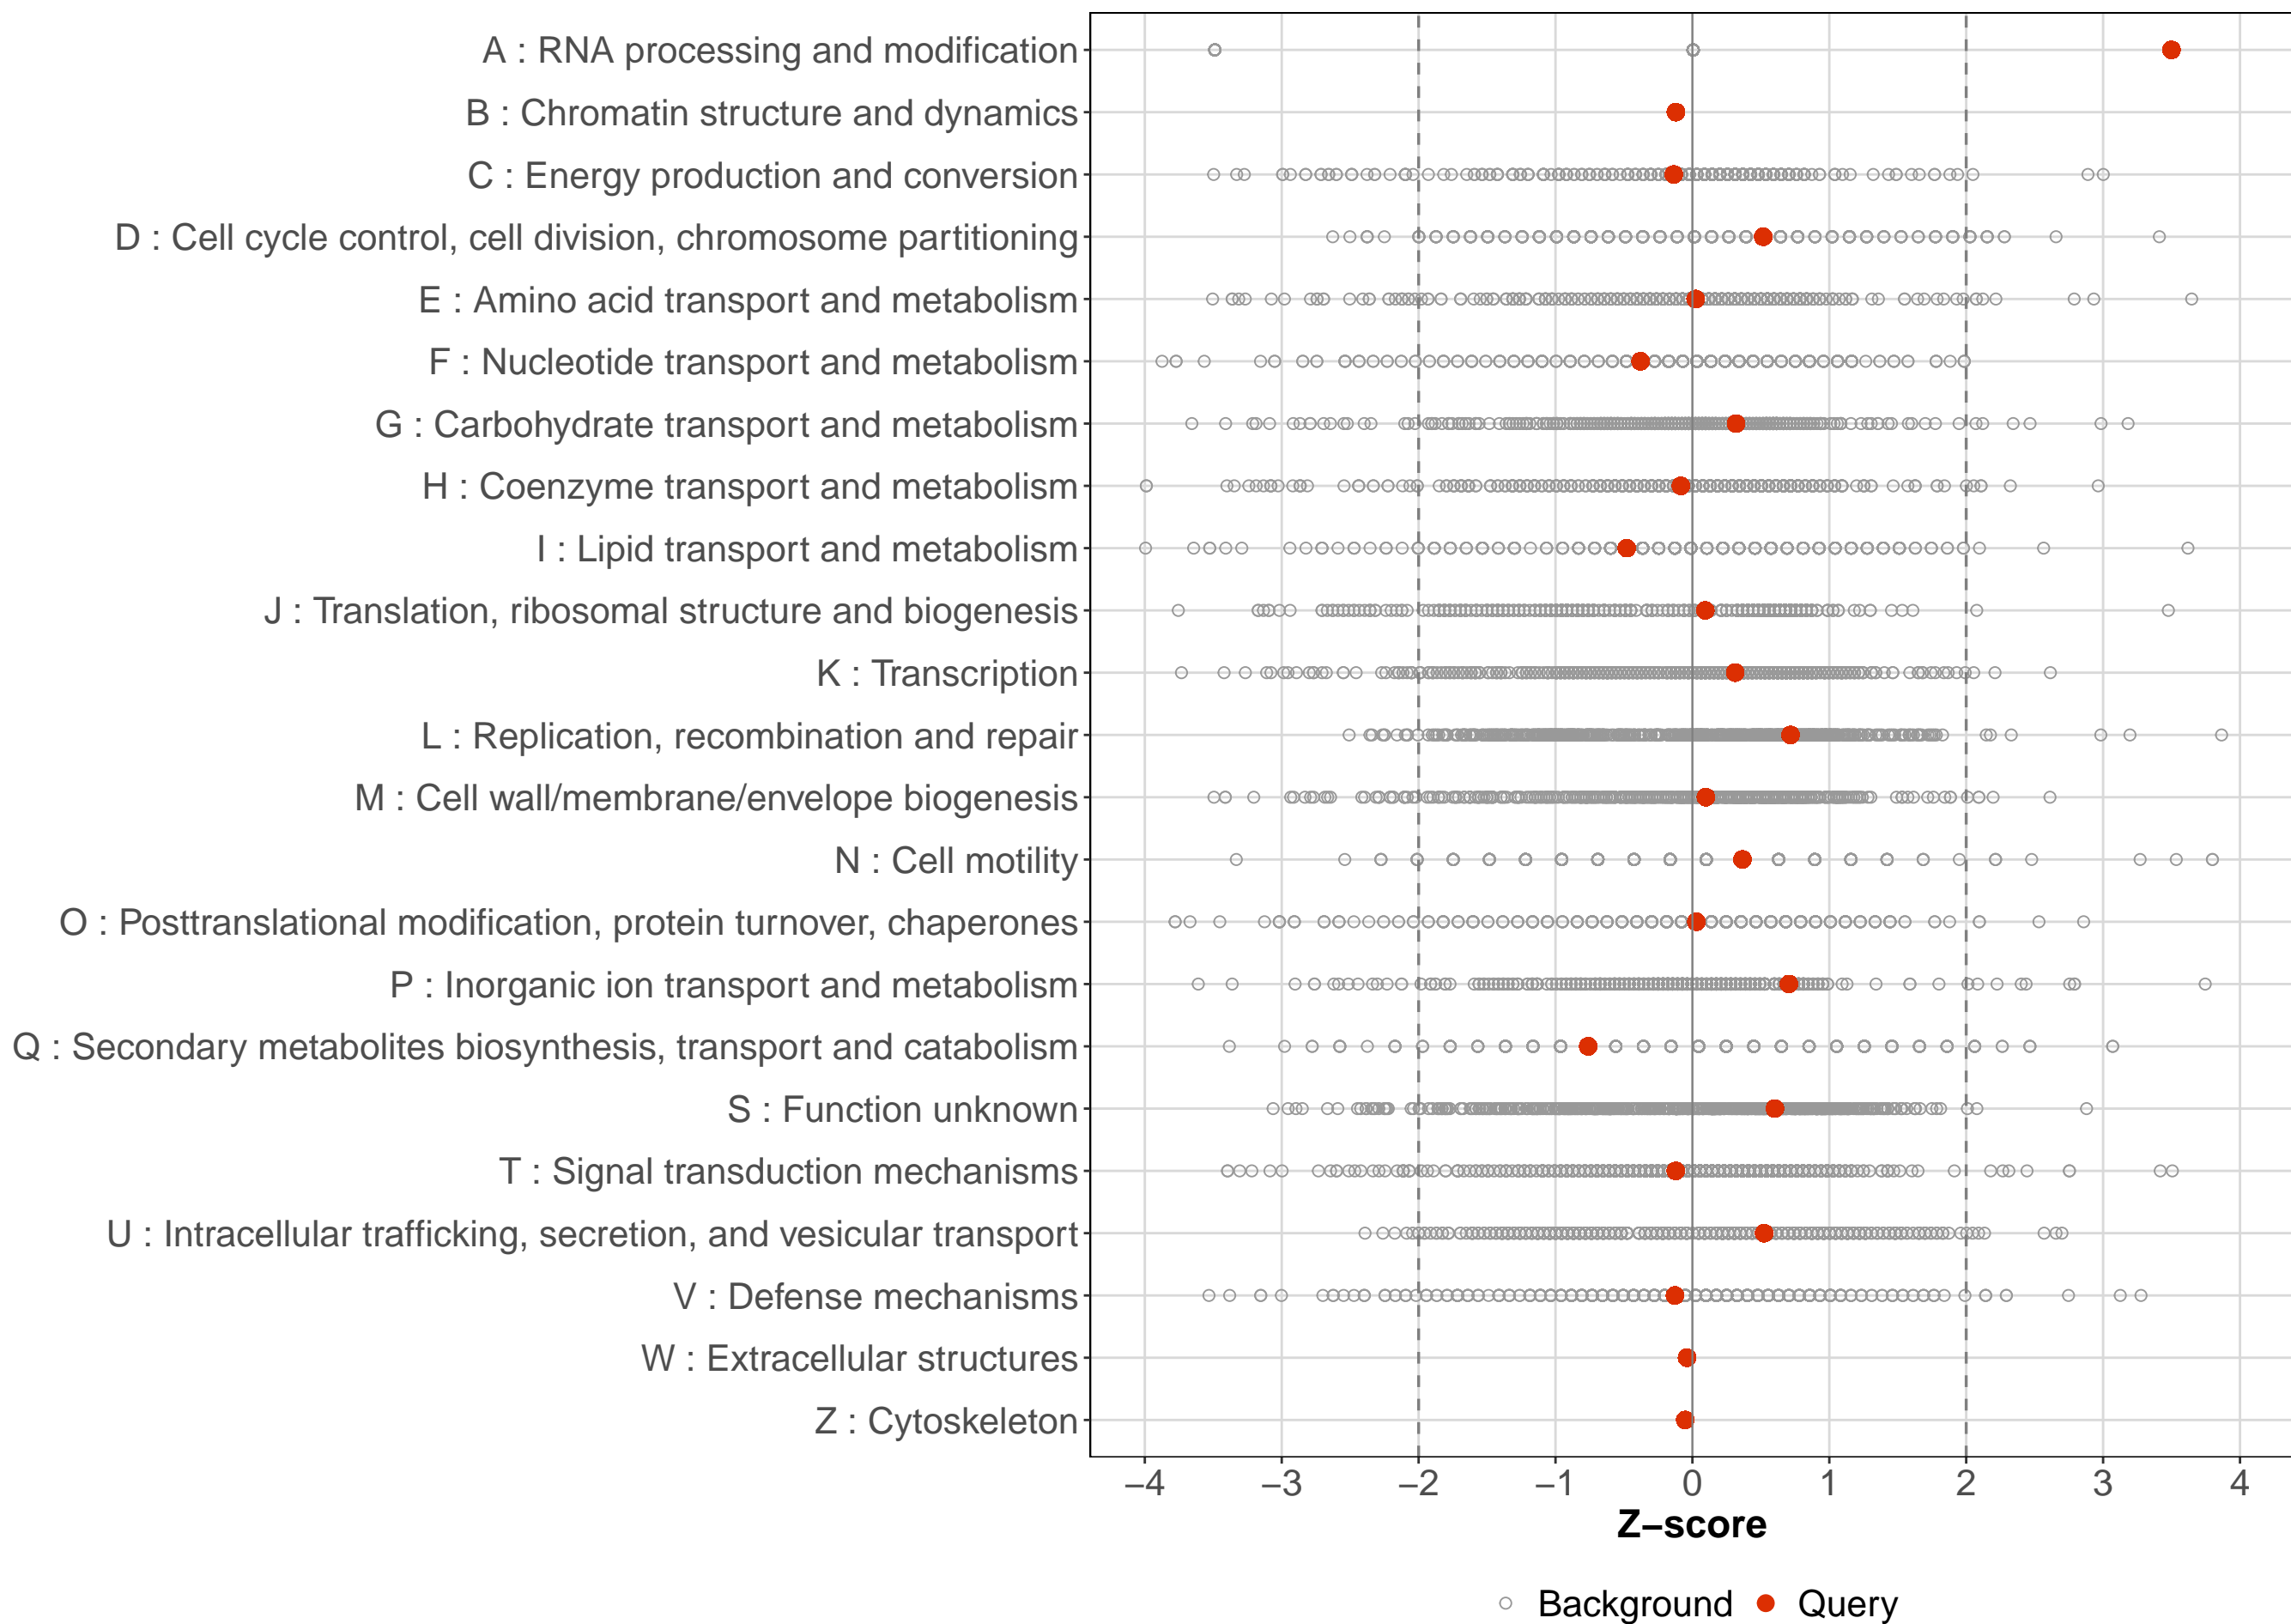 A : RNA processing and modification
B : Chromatin structure and dynamics
C : Energy production and conversion
D : Cell cycle control, cell division, chromosome partitioning
E : Amino acid transport and metabolism
F : Nucleotide transport and metabolism
G : Carbohydrate transport and metabolism
H : Coenzyme transport and metabolism
I : Lipid transport and metabolism
J : Translation, ribosomal structure and biogenesis
K : Transcription
L : Replication, recombination and repair
M : Cell wall/membrane/envelope biogenesis
N : Cell motility
O : Posttranslational modification, protein turnover, chaperones
P : Inorganic ion transport and metabolism
Q : Secondary metabolites biosynthesis, transport and catabolism
S : Function unknown
T : Signal transduction mechanisms
U : Intracellular trafficking, secretion, and vesicular transport
V : Defense mechanisms
W : Extracellular structures
Z : Cytoskeleton
−4 −3 −2 −1 0 1 2 3 4
Z−score
Background Query